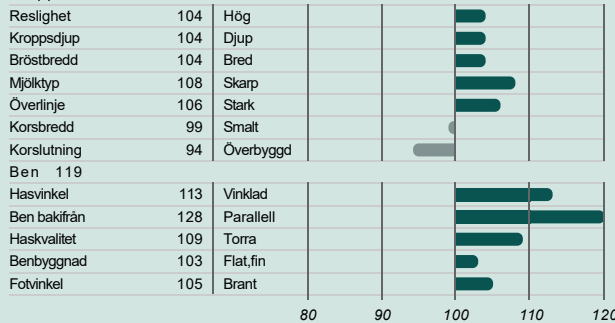 Reslighet 104 Hög
Kroppsdjup 104 Djup
Bröstbredd 104 Bred
Mjölktyp 108 Skarp
Överlinje 106 Stark
Korsbredd 99 Smalt
Korslutning 94 Överbyggd
Ben 119
Hasvinkel 113 Vinklad
Ben bakifrån 128 Parallell
Haskvalitet 109 Torra
Benbyggnad 103 Flat,fin
Fotvinkel 105 Brant
80 90 100 110 120